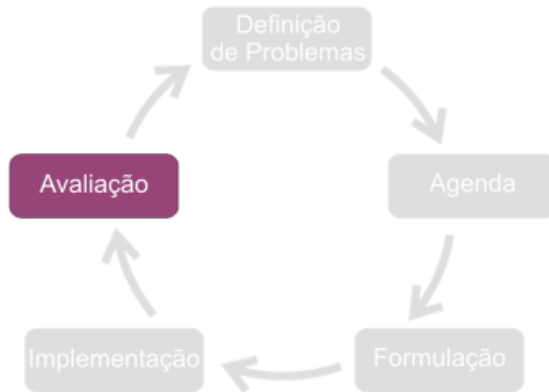 Definição
de Problemas
Avaliação
Agenda
Implementação
Formulação